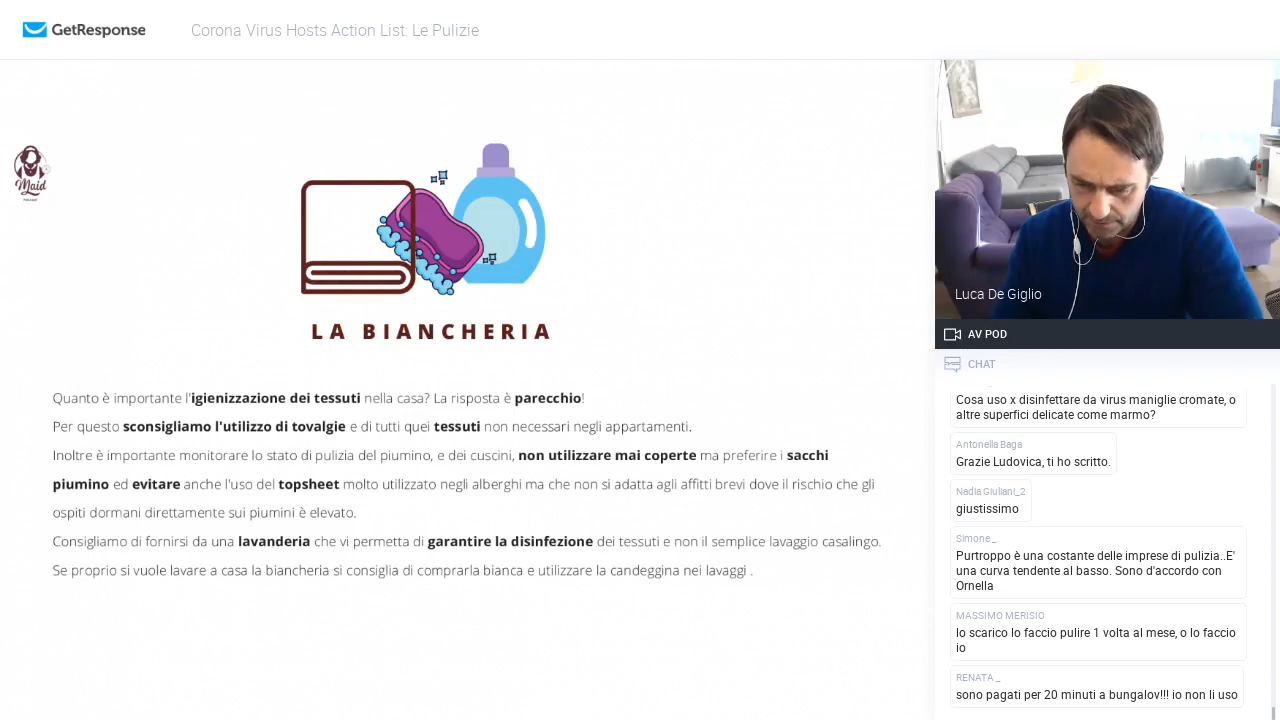 GetResponse
Corona Virus Hosts Action List: Le Pulizie
Maid
LA BIANCHERIA
Quanto è importante l'igienizzazione dei tessuti nella casa? La risposta è parecchio!
Per questo sconsigliamo l'utilizzo di tovalgie e di tutti quei tessuti non necessari negli appartamenti.
Inoltre è importante monitorare lo stato di pulizia del piumino, e dei cuscini, non utilizzare mai coperte ma preferire i sacchi
piumino ed evitare anche l'uso del topsheet molto utilizzato negli alberghi ma che non si adatta agli affitti brevi dove il rischio che gli
ospiti dormani direttamente sui piumini è elevato.
Consigliamo di fornirsi da una lavanderia che vi permetta di garantire la disinfezione dei tessuti e non il semplice lavaggio casalingo.
Se proprio si vuole lavare a casa la biancheria si consiglia di comprarla bianca e utilizzare la candeggina nei lavaggi .
Luca De Giglio
AV POD
CHAT
Cosa uso x disinfettare da virus maniglie cromate, o
altre superfici delicate come marmo?
Antonella Baga
Grazie Ludovica, ti ho scritto.
Nadia Giuliani_2
giustissimo
Simone _
Purtroppo è una costante delle imprese di pulizia..E'
una curva tendente al basso. Sono d'accordo con
Ornella
MASSIMO MERISIO
lo scarico lo faccio pulire 1 volta al mese, o lo faccio
io
RENATA _
sono pagati per 20 minuti a bungalov!!! io non li uso